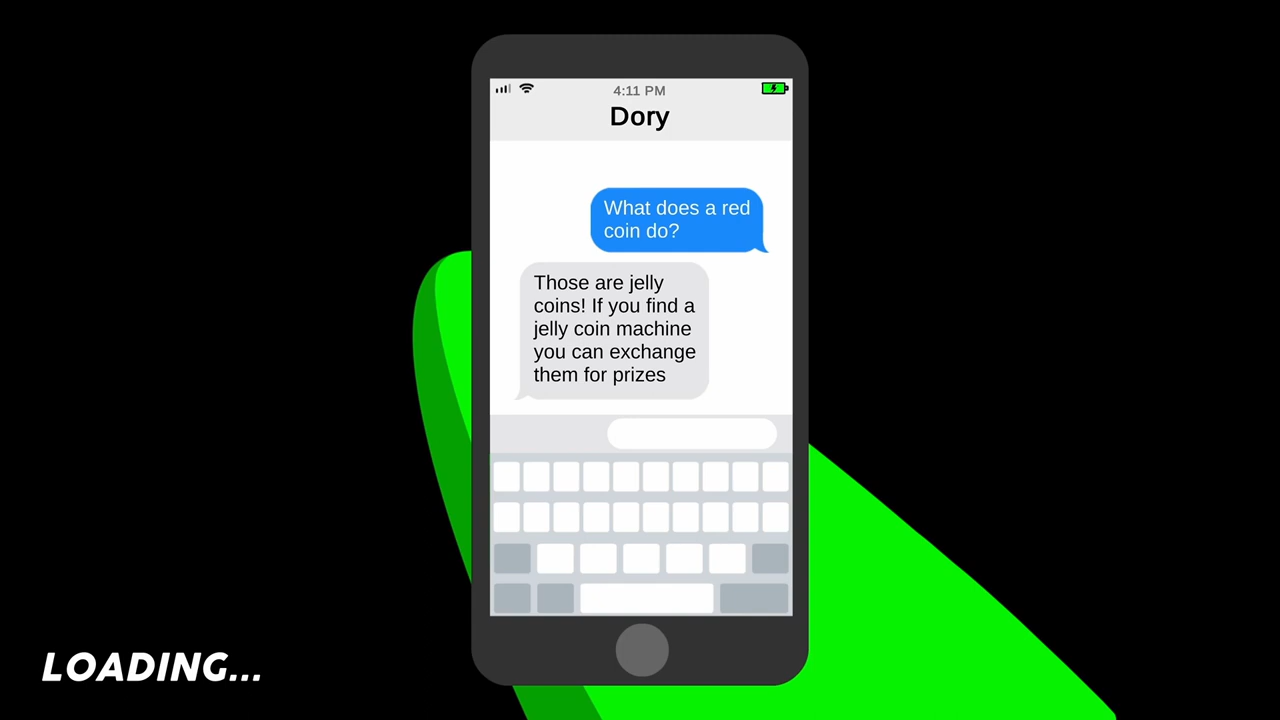 4:11 PM
Dory
What does a red
coin do?
Those are jelly
coins! If you find a
jelly coin machine
you can exchange
them for prizes
LOADING...